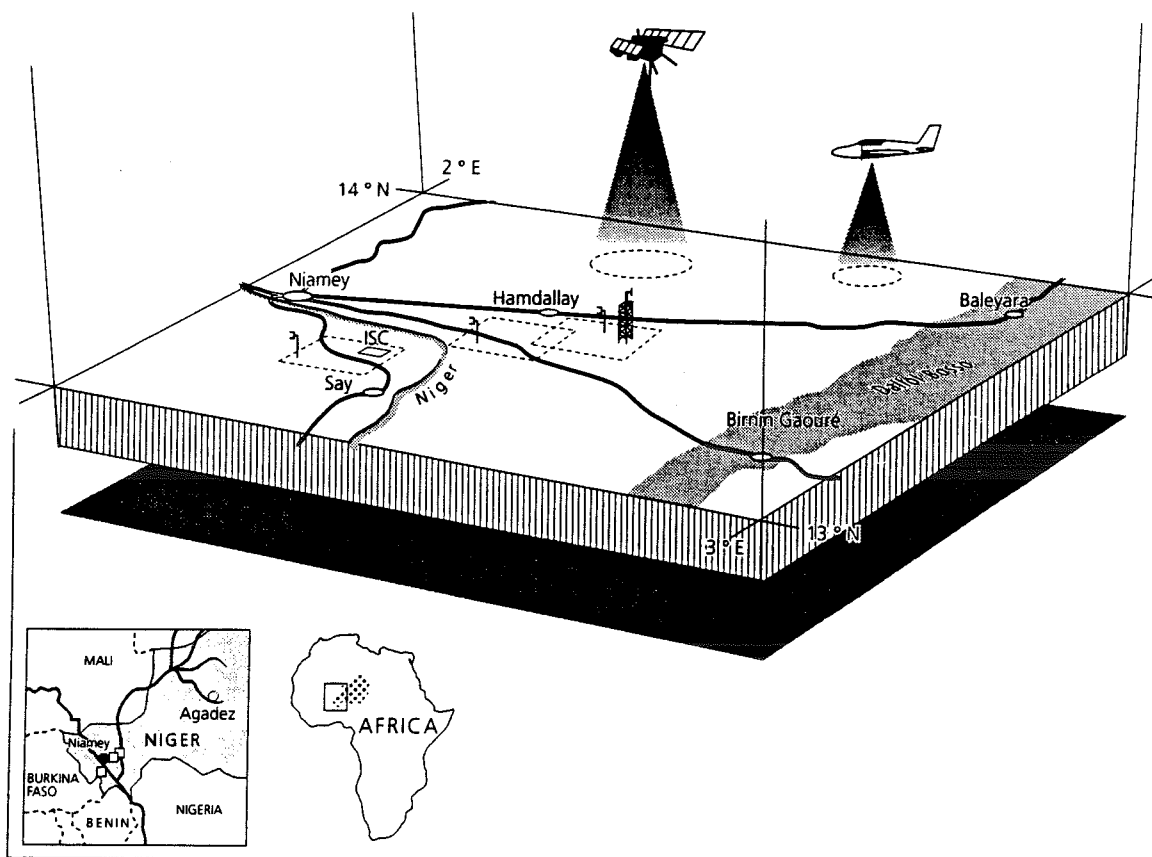 2° E
14° N
Niamey
Hamdallay
Baleyara
ISC
Say
Niger
Dallol Bosso
Birnin Gaouré
3° E
13° N
MALI
Agadez
Niamey
NIGER
BURKINA
FASO
NIGERIA
BENIN
AFRICA